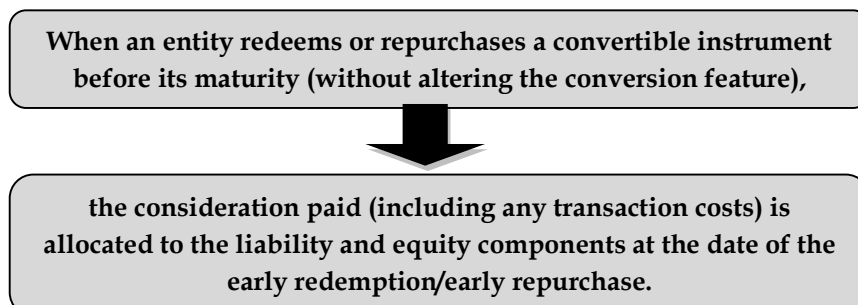 When an entity redeems or repurchases a convertible instrument
before its maturity (without altering the conversion feature),
the consideration paid (including any transaction costs) is
allocated to the liability and equity components at the date of the
early redemption/early repurchase.